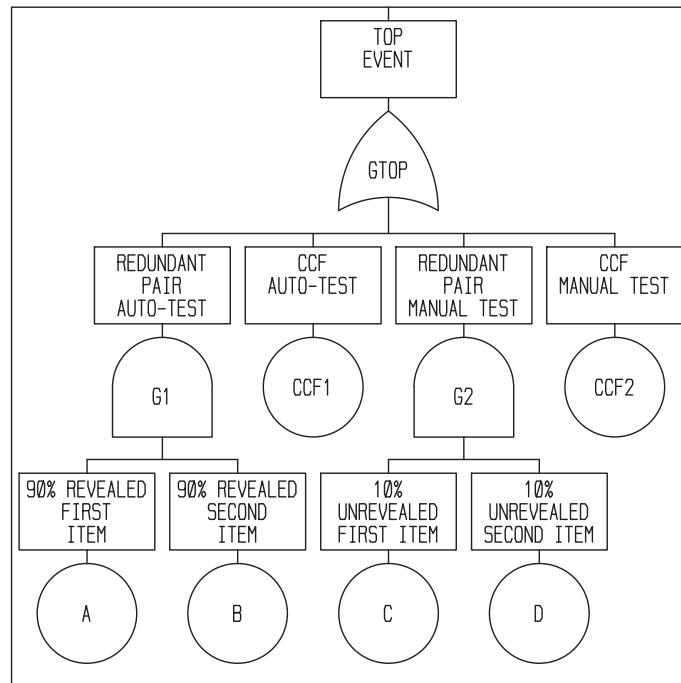 TOP
EVENT
GTOP
REDUNDANT
PAIR
AUTO-TEST
CCF
AUTO-TEST
REDUNDANT
PAIR
MANUAL TEST
CCF
MANUAL TEST
G1
CCF1
G2
CCF2
90% REVEALED
FIRST
ITEM
90% REVEALED
SECOND
ITEM
10%
UNREVEALED
FIRST ITEM
10%
UNREVEALED
SECOND ITEM
A
B
C
D